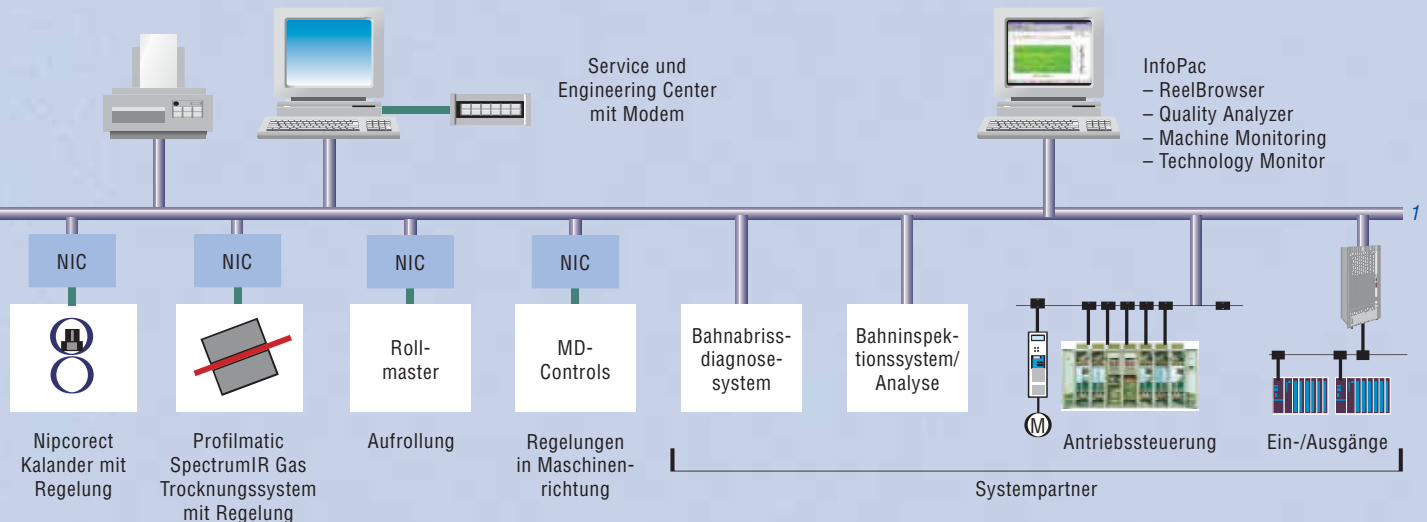 Service und
Engineering Center
mit Modem
InfoPac
– ReelBrowser
– Quality Analyzer
– Machine Monitoring
– Technology Monitor
1
NIC
NIC
NIC
NIC
Roll-
master
MD-
Controls
Bahnabriss-
diagnose-
system
Bahninspek-
tionssystem/
Analyse
M
Nipcorect
Kalander mit
Regelung
Profilmatic
SpectrumIR Gas
Trocknungssystem
mit Regelung
Aufrollung
Regelungen
in Maschinen-
richtung
Antriebssteuerung
Ein-/Ausgänge
Systempartner